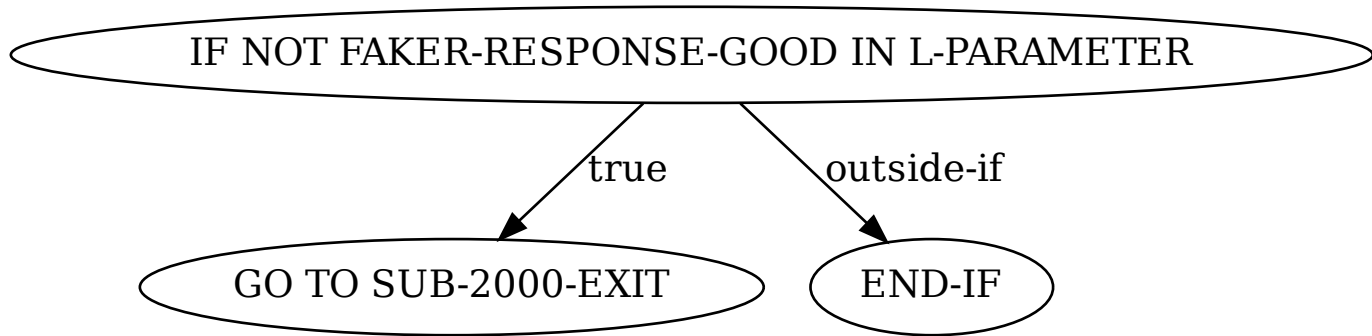 IF NOT FAKER-RESPONSE-GOOD IN L-PARAMETER
true
outside-if
GO TO SUB-2000-EXIT
END-IF